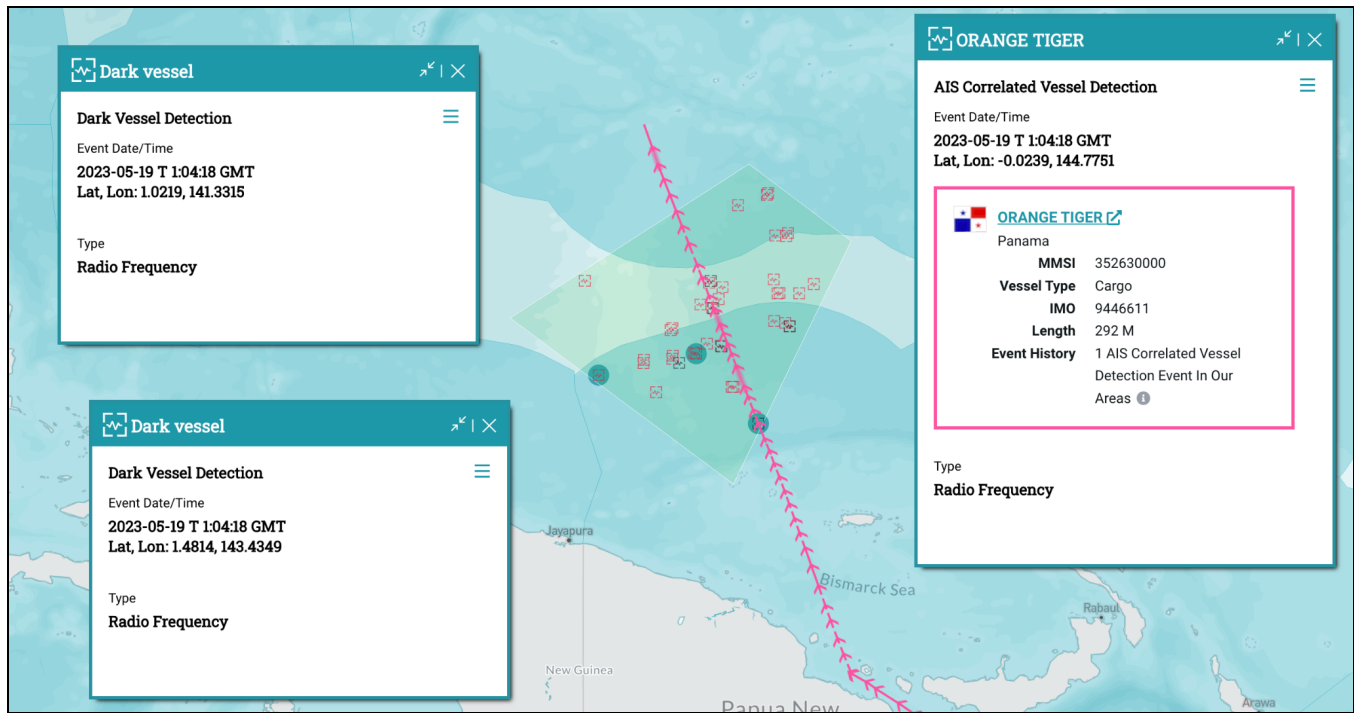 Dark vessel
Dark Vessel Detection
Event Date/Time
2023-05-19 T 1:04:18 GMT
Lat, Lon: 1.0219, 141.3315
Type
Radio Frequency
Dark vessel
Dark Vessel Detection
Event Date/Time
2023-05-19 T 1:04:18 GMT
Lat, Lon: 1.4814, 143.4349
Type
Radio Frequency
ORANGE TIGER
AIS Correlated Vessel Detection
Event Date/Time
2023-05-19 T 1:04:18 GMT
Lat, Lon: -0.0239, 144.7751
ORANGE TIGER
Panama
MMSI 352630000
Vessel Type Cargo
IMO 9446611
Length 292 M
Event History 1 AIS Correlated Vessel
Detection Event In Our
Areas
Type
Radio Frequency
Jayapura
Bismarck Sea
Rabaul
New Guinea
Papua New
Arawa